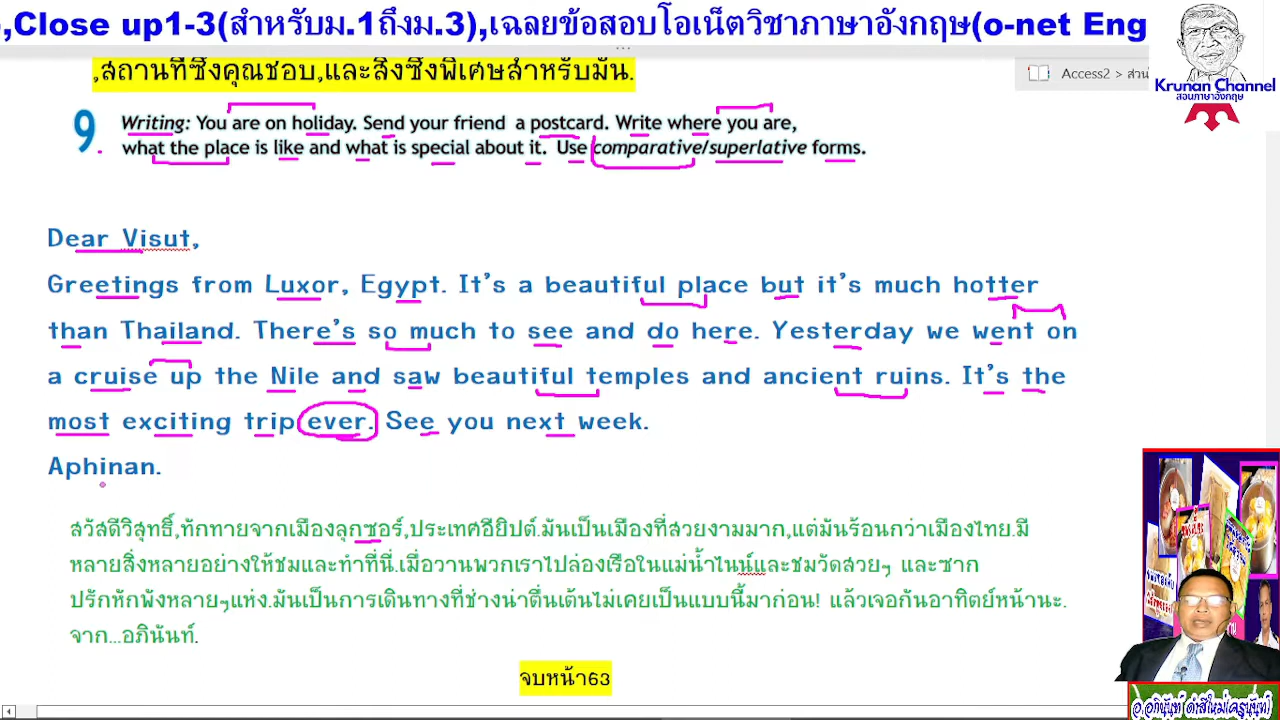 ,Close up1-3(สำหรับม.1ถึงม.3),เฉลยข้อสอบโอเน็ตวิชาภาษาอังกฤษ(o-net Eng
,สถานที่ซึ่งคุณชอบ,และสิ่งซึ่งพิเศษสำหรับมัน.
Access2 > ส่วน
Krunan Channel
สอนภาษาอังกฤษ
9 Writing: You are on holiday. Send your friend a postcard. Write where you are,
what the place is like and what is special about it. Use comparative/superlative forms.
Dear Visut,
Greetings from Luxor, Egypt. It's a beautiful place but it's much hotter
than Thailand. There's so much to see and do here. Yesterday we went on
a cruise up the Nile and saw beautiful temples and ancient ruins. It's the
most exciting trip ever. See you next week.
Aphinan.
สวัสดีวิสุทธิ์,ทักทายจากเมืองลุกซอร์,ประเทศอียิปต์.มันเป็นเมืองที่สวยงามมาก,แต่มันร้อนกว่าเมืองไทย.มี
หลายสิ่งหลายอย่างให้ชมและทำที่นี่.เมื่อวานพวกเราไปล่องเรือในแม่น้ำไนน์และชมวัดสวยๆ และซาก
ปรักหักพังหลายๆแห่ง.มันเป็นการเดินทางที่ช่างน่าตื่นเต้นไม่เคยเป็นแบบนี้มาก่อน! แล้วเจอกันอาทิตย์หน้านะ.
จาก...อภินันท์.
จบหน้า63